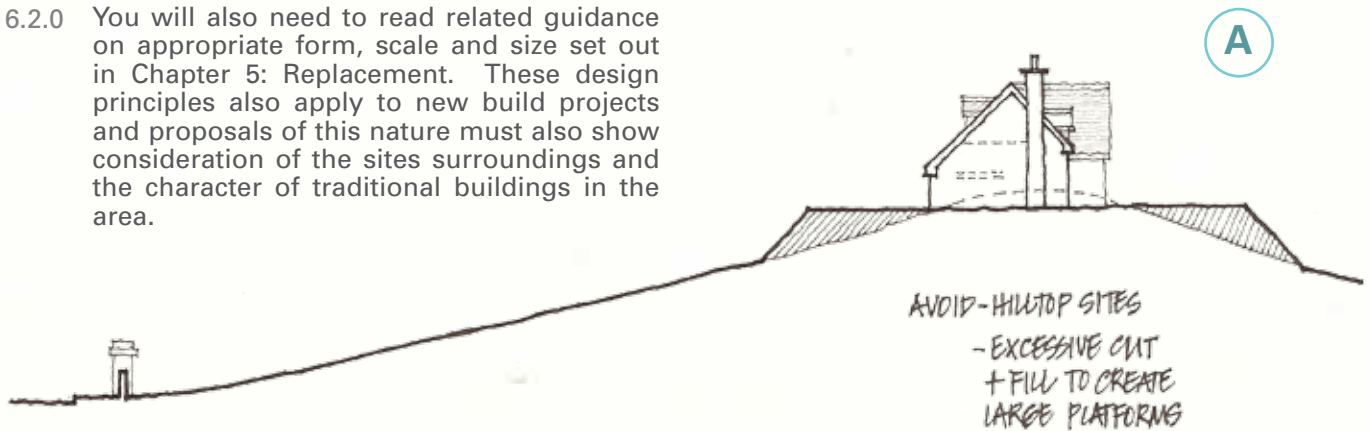 6.2.0 You will also need to read related guidance
on appropriate form, scale and size set out
in Chapter 5: Replacement. These design
principles also apply to new build projects
and proposals of this nature must also show
consideration of the sites surroundings and
the character of traditional buildings in the
area.
A
AVOID - HILLTOP SITES
- EXCESSIVE CUT
+ FILL TO CREATE
LARGE PLATFORMS